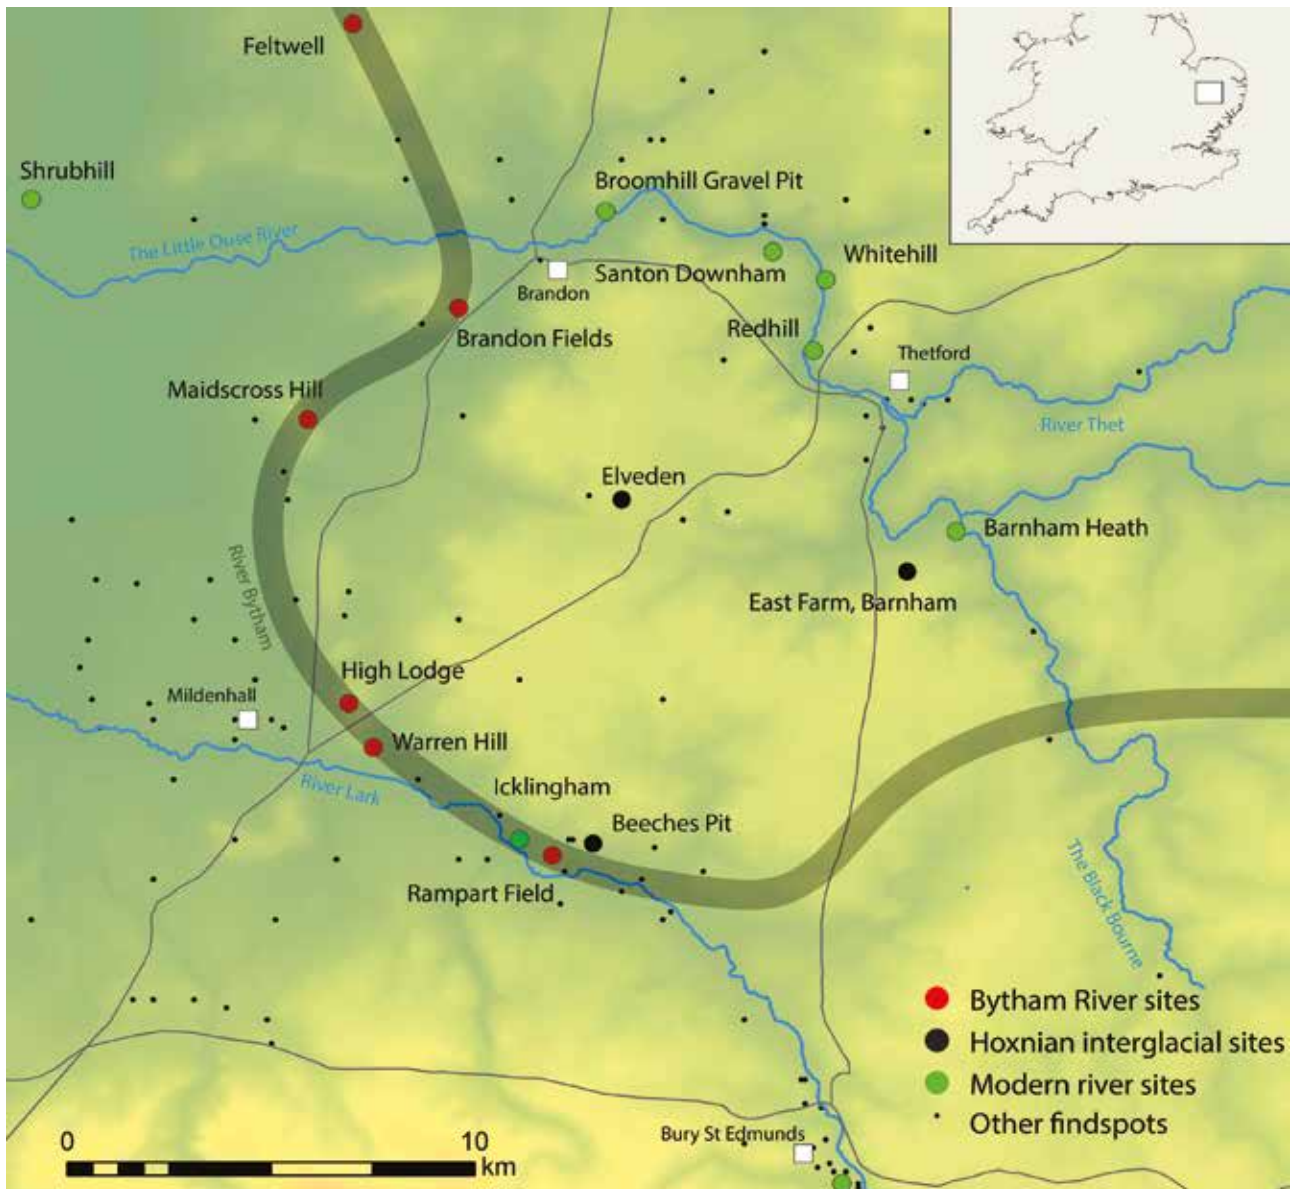 Feltwell
Shrubhill
Broomhill Gravel Pit
The Little Ouse River
Whitehill
Santon Downham
Brandon
Redhill
Brandon Fields
Thetford
Maidscross Hill
River Thet
Elveden
Barnham Heath
River Bytham
East Farm, Barnham
High Lodge
Mildenhall
Warren Hill
River Lark
Icklingham
Beeches Pit
Rampart Field
The Black Bourne
Bytham River sites
Hoxnian interglacial sites
Modern river sites
Other findspots
Bury St Edmunds
0 10
km